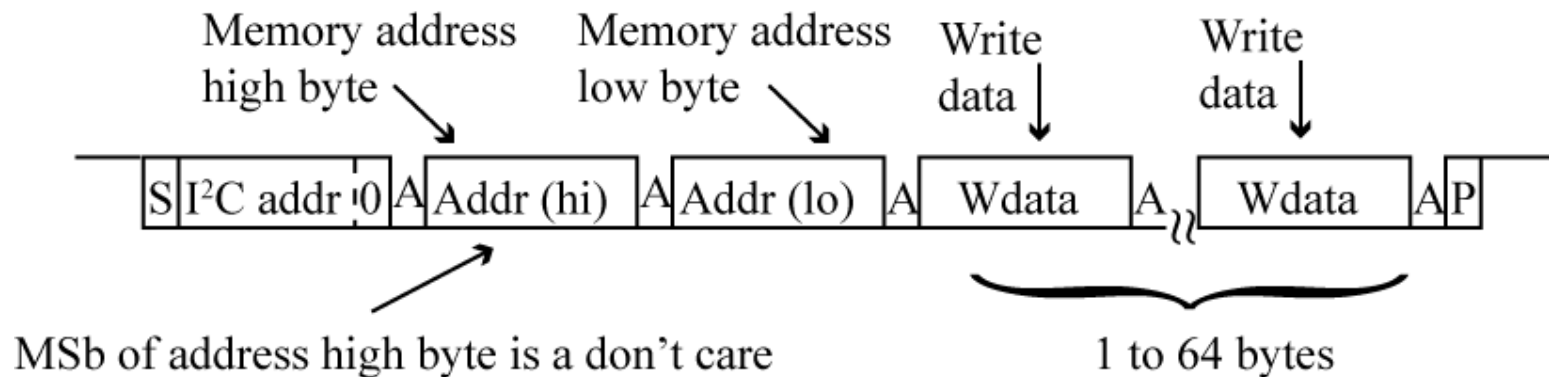 Memory address
high byte
Memory address
low byte
Write
data
Write
data
S I²C addr 0 A Addr (hi) A Addr (lo) A Wdata A Wdata A P
MSb of address high byte is a don't care
1 to 64 bytes